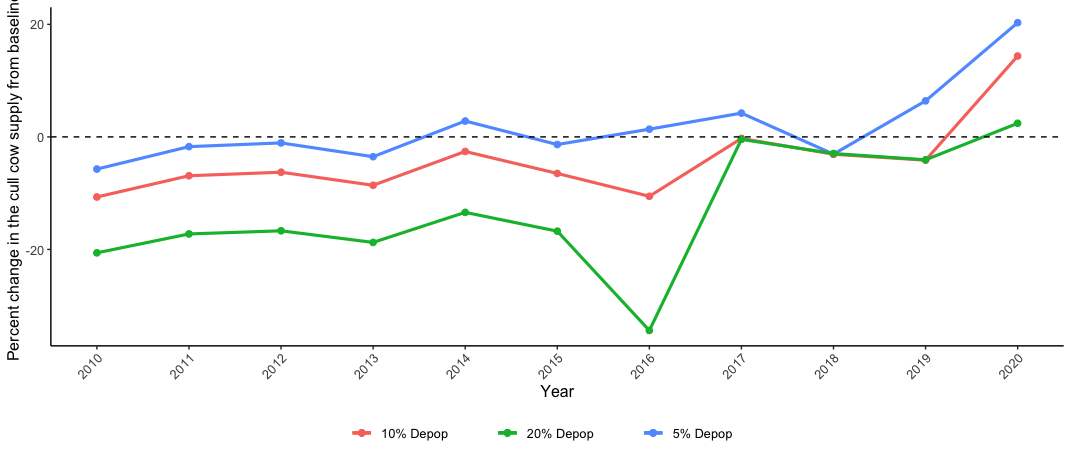 Percent change in the cull cow supply from baseline
20
0
-20
2010 2011 2012 2013 2014 2015 2016 2017 2018 2019 2020
Year
10% Depop 20% Depop 5% Depop